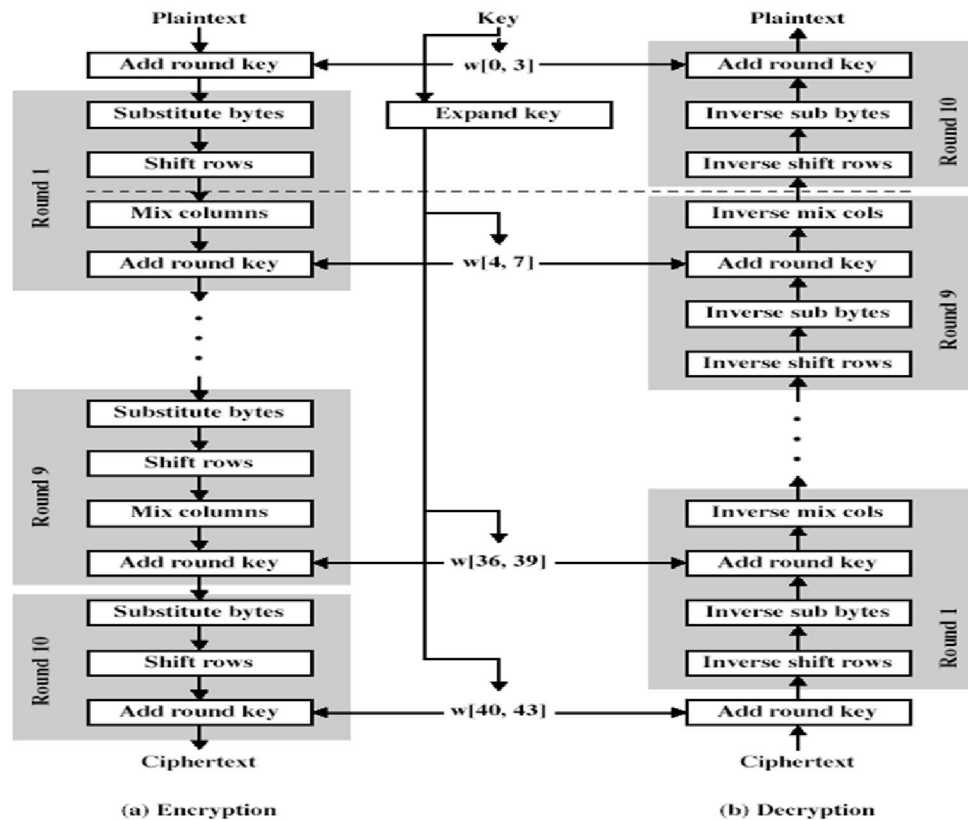 Plaintext
Add round key
Round 1
Substitute bytes
Shift rows
Mix columns
Add round key
Round 9
Substitute bytes
Shift rows
Mix columns
Add round key
Round 10
Substitute bytes
Shift rows
Add round key
Ciphertext
(a) Encryption
Key
w[0, 3]
Expand key
w[4, 7]
w[36, 39]
w[40, 43]
Plaintext
Add round key
Inverse sub bytes
Inverse shift rows
Round 10
Inverse mix cols
Add round key
Inverse sub bytes
Inverse shift rows
Round 9
Inverse mix cols
Add round key
Inverse sub bytes
Inverse shift rows
Round 1
Add round key
Ciphertext
(b) Decryption